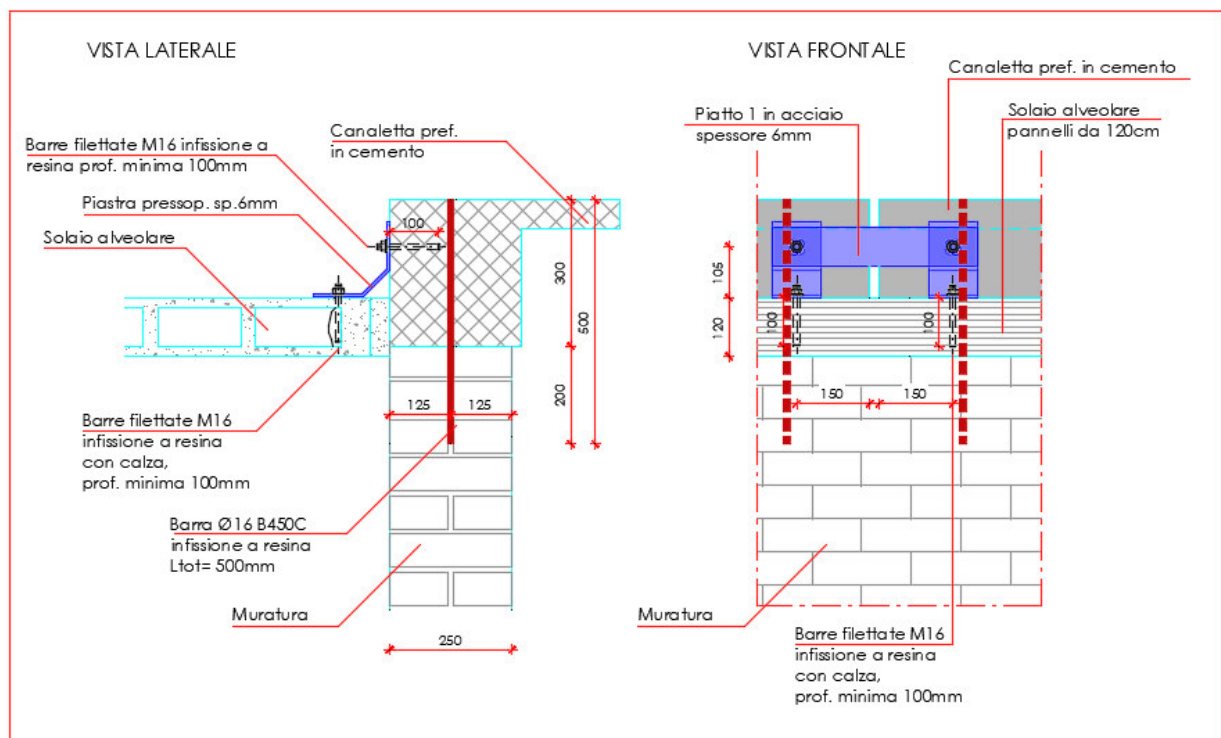 VISTA LATERALE
Canaletta pref.
in cemento
Barre filettate M16 infissione a
resina prof. minima 100mm
Piastra pressop. sp.6mm
Solaio alveolare
100
300
500
200
125
125
Barre filettate M16
infissione a resina
con calza,
prof. minima 100mm
Barra Ø16 B450C
infissione a resina
Ltot= 500mm
Muratura
250
VISTA FRONTALE
Canaletta pref. in cemento
Piatto 1 in acciaio
spessore 6mm
Solaio alveolare
pannelli da 120cm
105
120
100
100
150
150
Muratura
Barre filettate M16
infissione a resina
con calza,
prof. minima 100mm